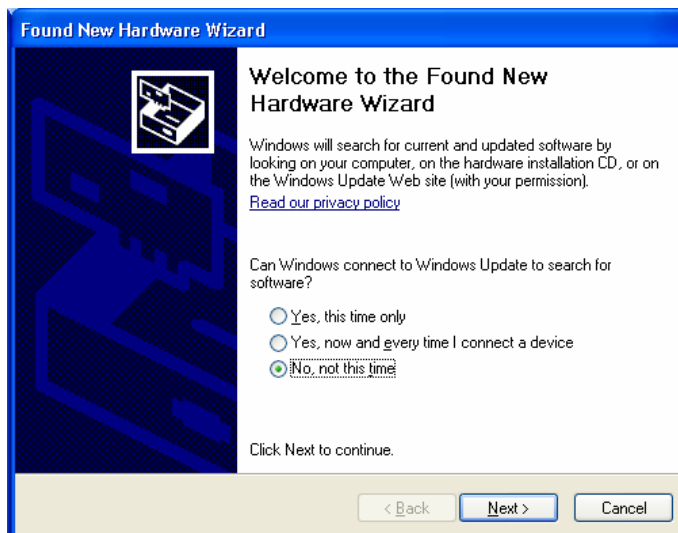 Found New Hardware Wizard
Welcome to the Found New
Hardware Wizard
Windows will search for current and updated software by
looking on your computer, on the hardware installation CD, or on
the Windows Update Web site (with your permission).
Read our privacy policy
Can Windows connect to Windows Update to search for
software?
Yes, this time only
Yes, now and every time I connect a device
No, not this time
Click Next to continue.
< Back
Next >
Cancel